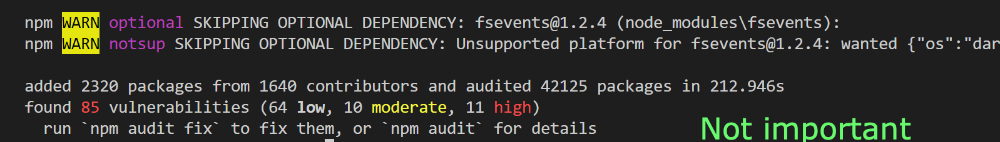 npm WARN optional SKIPPING OPTIONAL DEPENDENCY: fsevents@1.2.4 (node_modules\fsevents):
npm WARN notsup SKIPPING OPTIONAL DEPENDENCY: Unsupported platform for fsevents@1.2.4: wanted {"os":"dar
added 2320 packages from 1640 contributors and audited 42125 packages in 212.946s
found 85 vulnerabilities (64 low, 10 moderate, 11 high)
run `npm audit fix` to fix them, or `npm audit` for details
Not important